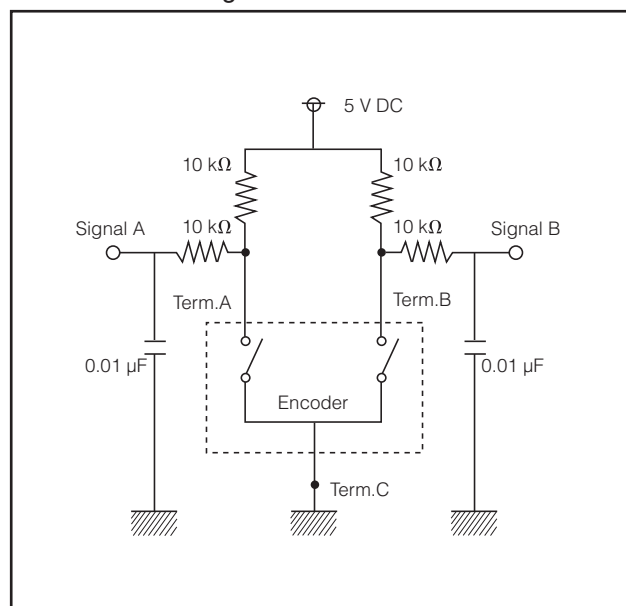 5 V DC
10 kΩ
10 kΩ
10 kΩ
10 kΩ
Signal A
Signal B
Term.A
Term.B
0.01 µF
0.01 µF
Encoder
Term.C